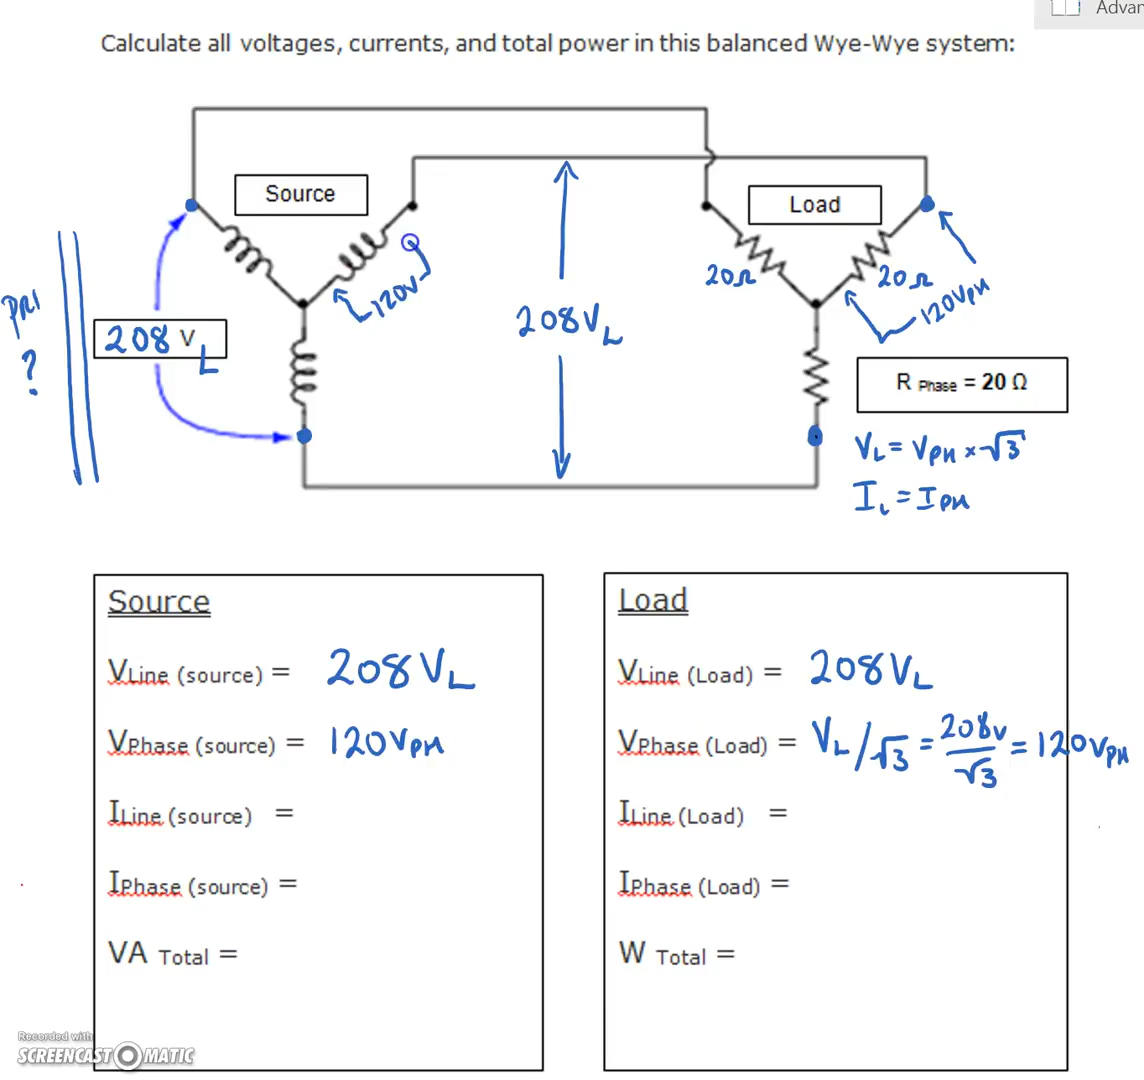 Advan
Calculate all voltages, currents, and total power in this balanced Wye-Wye system:
Source
Load
20Ω
20Ω
120V
120VPH
PRI
?
208 V L
208VL
R Phase = 20 Ω
VL = VPH × √3
IL = IPH
Source
VLine (source) = 208VL
VPhase (source) = 120VPH
ILine (source) =
IPhase (source) =
VA Total =
Load
VLine (Load) = 208VL
VPhase (Load) = VL/√3 = 208V/√3 = 120VPH
ILine (Load) =
IPhase (Load) =
W Total =
Recorded with
SCREENCAST-O-MATIC